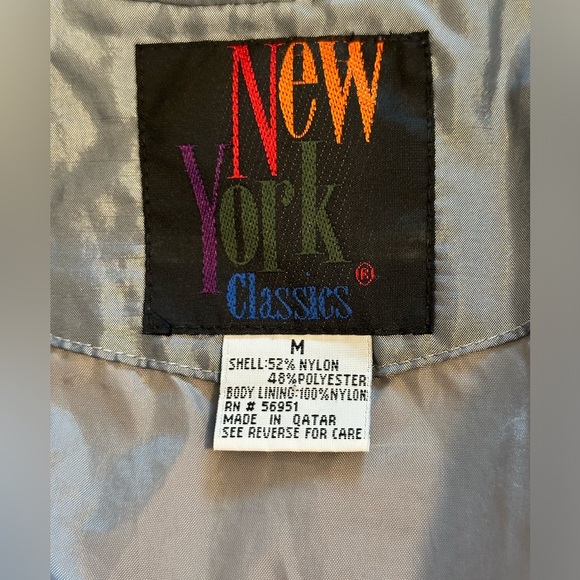 New
York
Classics ®
M
SHELL:52% NYLON
48%POLYESTER
BODY LINING:100%NYLON
RN # 56951
MADE IN QATAR
SEE REVERSE FOR CARE